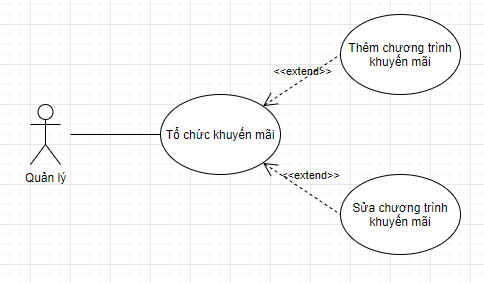 Thêm chương trình
khuyến mãi
<<extend>>
Tổ chức khuyến mãi
Quản lý
<<extend>>
Sửa chương trình
khuyến mãi